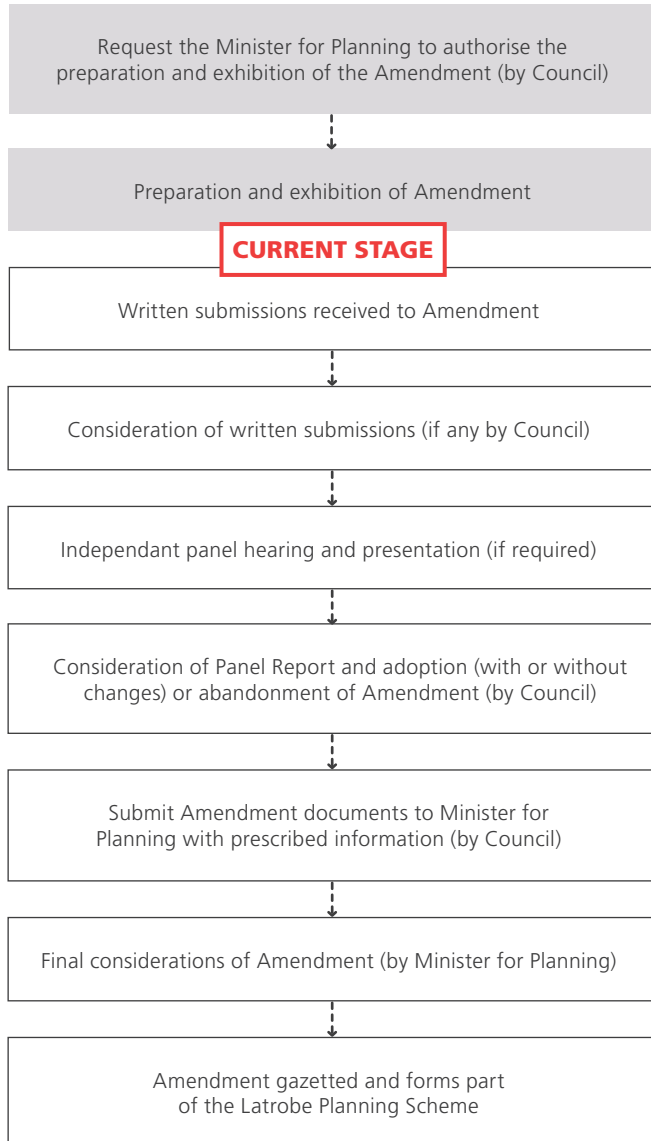 Request the Minister for Planning to authorise the
preparation and exhibition of the Amendment (by Council)
Preparation and exhibition of Amendment
CURRENT STAGE
Written submissions received to Amendment
Consideration of written submissions (if any by Council)
Independant panel hearing and presentation (if required)
Consideration of Panel Report and adoption (with or without
changes) or abandonment of Amendment (by Council)
Submit Amendment documents to Minister for
Planning with prescribed information (by Council)
Final considerations of Amendment (by Minister for Planning)
Amendment gazetted and forms part
of the Latrobe Planning Scheme